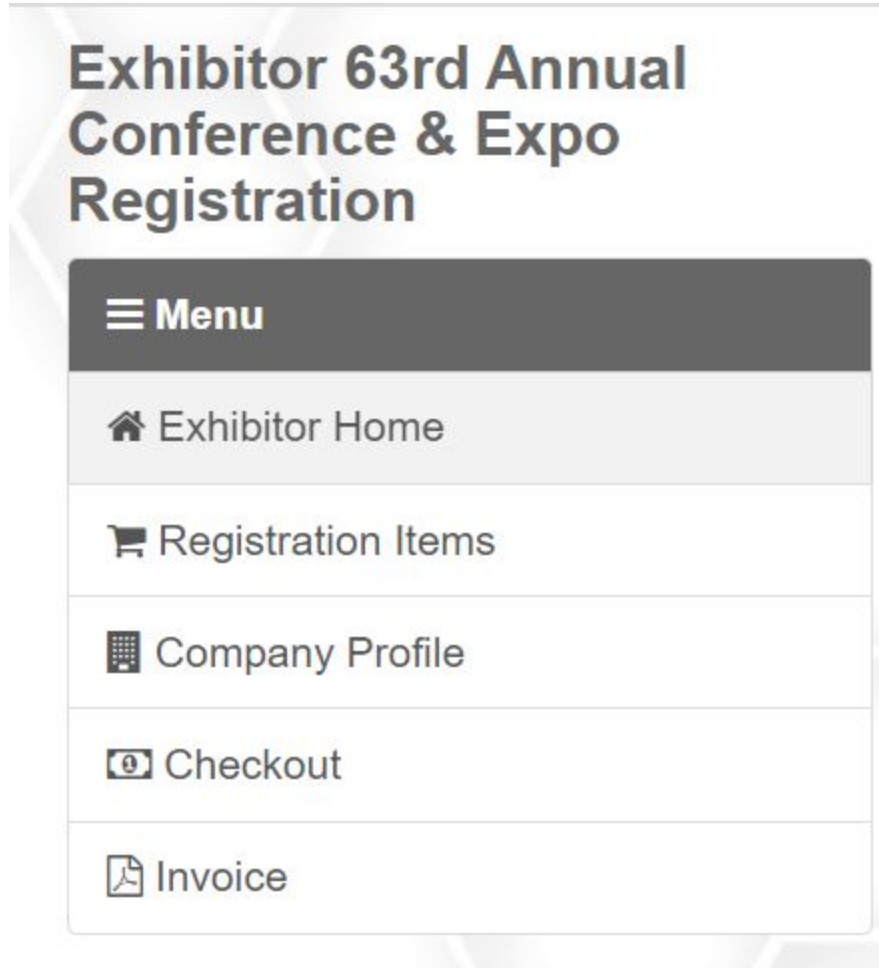 Exhibitor 63rd Annual
Conference & Expo
Registration
Menu
Exhibitor Home
Registration Items
Company Profile
Checkout
Invoice